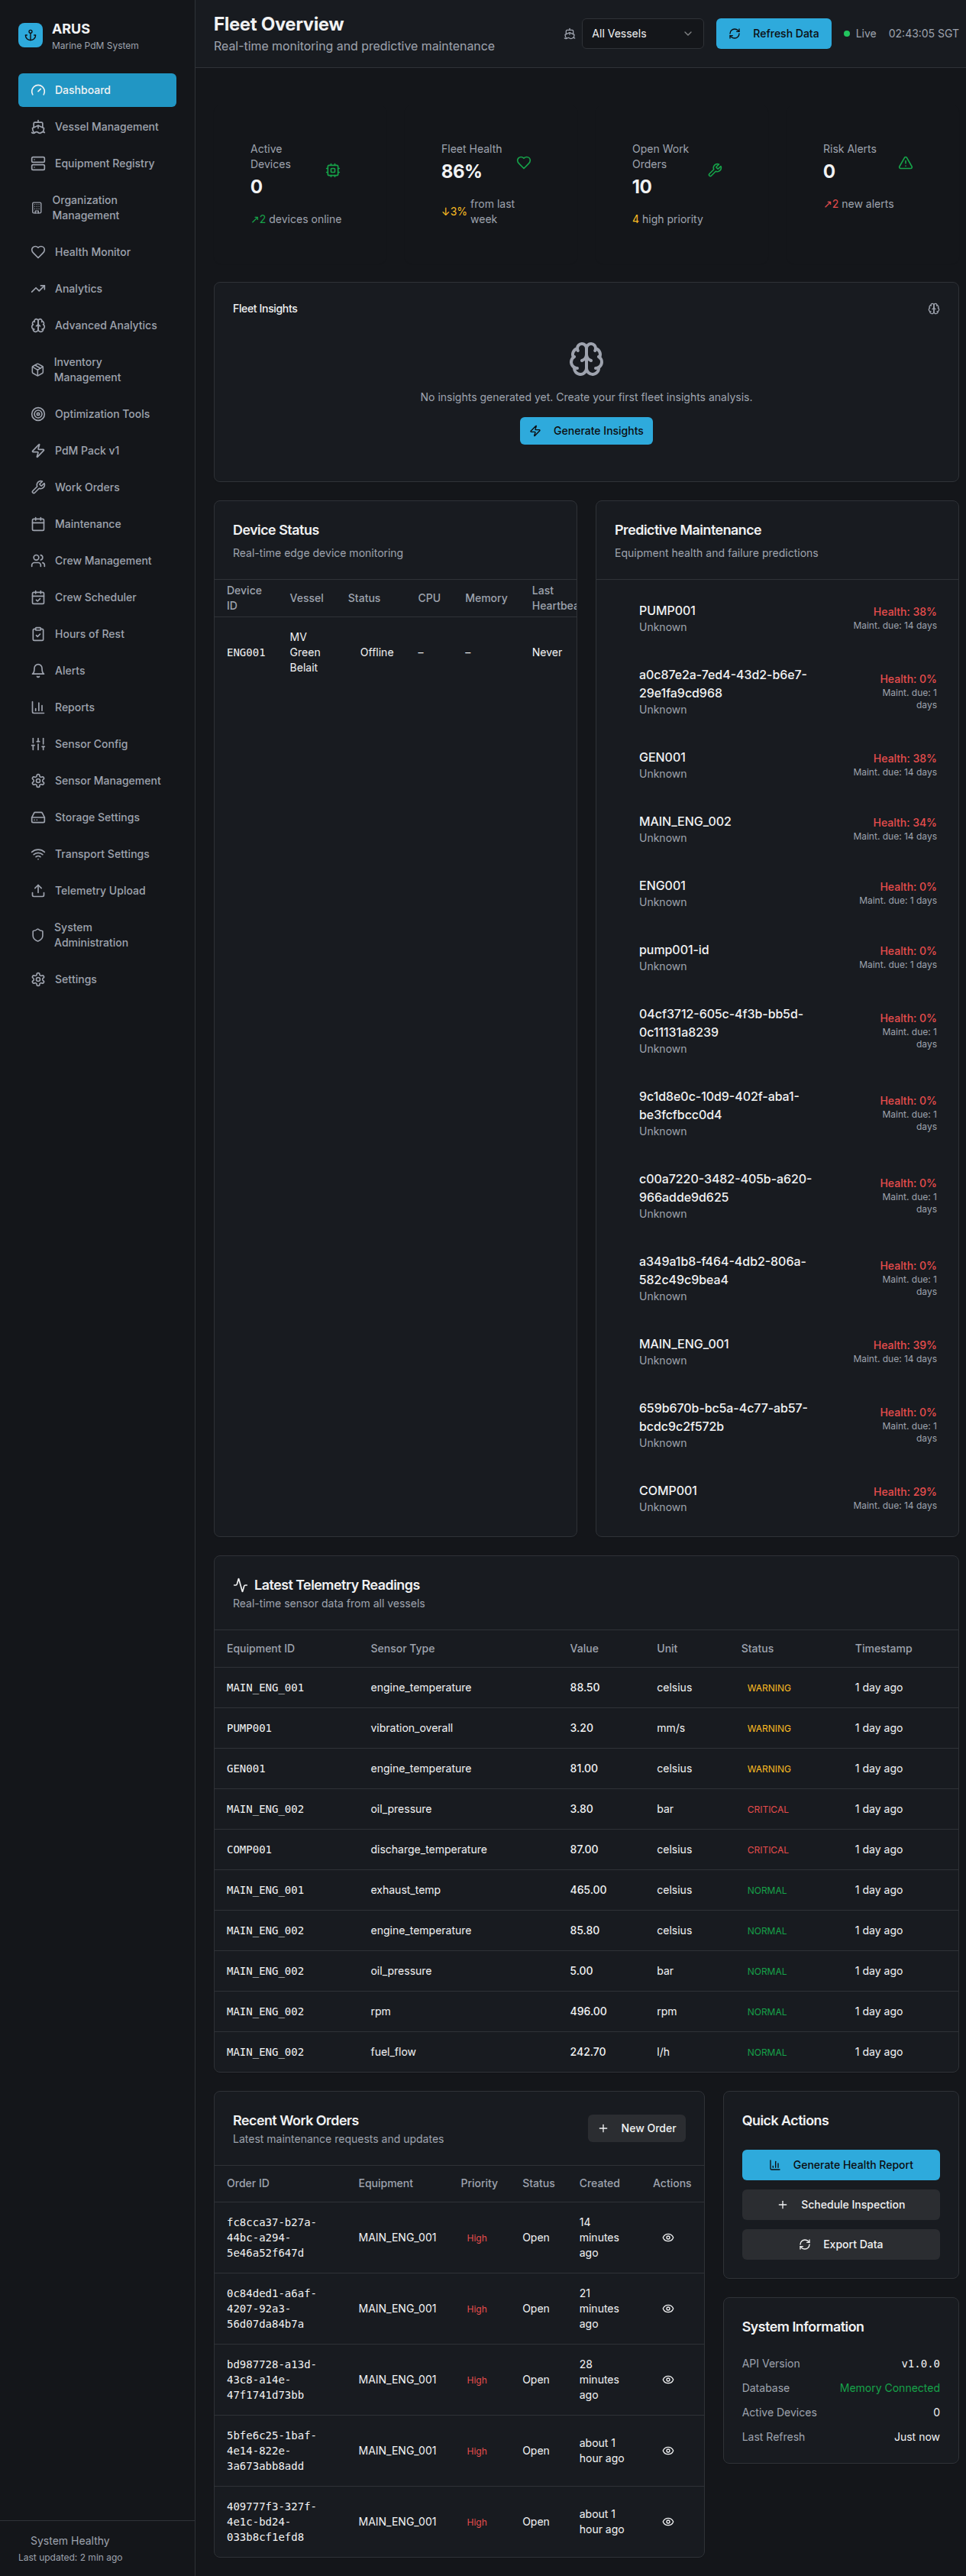 ARUS
Marine PdM System
Dashboard
Vessel Management
Equipment Registry
Organization
Management
Health Monitor
Analytics
Advanced Analytics
Inventory
Management
Optimization Tools
PdM Pack v1
Work Orders
Maintenance
Crew Management
Crew Scheduler
Hours of Rest
Alerts
Reports
Sensor Config
Sensor Management
Storage Settings
Transport Settings
Telemetry Upload
System
Administration
Settings
System Healthy
Last updated: 2 min ago
Fleet Overview
Real-time monitoring and predictive maintenance
All Vessels
Refresh Data
Live
02:43:05 SGT
Active
Devices
0
↗2 devices online
Fleet Health
86%
↓3% from last
week
Open Work
Orders
10
4 high priority
Risk Alerts
0
↗2 new alerts
Fleet Insights
No insights generated yet. Create your first fleet insights analysis.
Generate Insights
Device Status
Real-time edge device monitoring
Device
ID
Vessel
Status
CPU
Memory
Last
Heartbea
ENG001
MV
Green
Belait
Offline
–
–
Never
Predictive Maintenance
Equipment health and failure predictions
PUMP001
Unknown
Health: 38%
Maint. due: 14 days
a0c87e2a-7ed4-43d2-b6e7-
29e1fa9cd968
Unknown
Health: 0%
Maint. due: 1
days
GEN001
Unknown
Health: 38%
Maint. due: 14 days
MAIN_ENG_002
Unknown
Health: 34%
Maint. due: 14 days
ENG001
Unknown
Health: 0%
Maint. due: 1 days
pump001-id
Unknown
Health: 0%
Maint. due: 1 days
04cf3712-605c-4f3b-bb5d-
0c11131a8239
Unknown
Health: 0%
Maint. due: 1
days
9c1d8e0c-10d9-402f-aba1-
be3fcfbcc0d4
Unknown
Health: 0%
Maint. due: 1
days
c00a7220-3482-405b-a620-
966adde9d625
Unknown
Health: 0%
Maint. due: 1
days
a349a1b8-f464-4db2-806a-
582c49c9bea4
Unknown
Health: 0%
Maint. due: 1
days
MAIN_ENG_001
Unknown
Health: 39%
Maint. due: 14 days
659b670b-bc5a-4c77-ab57-
bcdc9c2f572b
Unknown
Health: 0%
Maint. due: 1
days
COMP001
Unknown
Health: 29%
Maint. due: 14 days
Latest Telemetry Readings
Real-time sensor data from all vessels
Equipment ID Sensor Type Value Unit Status Timestamp
MAIN_ENG_001 engine_temperature 88.50 celsius WARNING 1 day ago
PUMP001 vibration_overall 3.20 mm/s WARNING 1 day ago
GEN001 engine_temperature 81.00 celsius WARNING 1 day ago
MAIN_ENG_002 oil_pressure 3.80 bar CRITICAL 1 day ago
COMP001 discharge_temperature 87.00 celsius CRITICAL 1 day ago
MAIN_ENG_001 exhaust_temp 465.00 celsius NORMAL 1 day ago
MAIN_ENG_002 engine_temperature 85.80 celsius NORMAL 1 day ago
MAIN_ENG_002 oil_pressure 5.00 bar NORMAL 1 day ago
MAIN_ENG_002 rpm 496.00 rpm NORMAL 1 day ago
MAIN_ENG_002 fuel_flow 242.70 l/h NORMAL 1 day ago
Recent Work Orders
Latest maintenance requests and updates
New Order
Order ID Equipment Priority Status Created Actions
fc8cca37-b27a-
44bc-a294-
5e46a52f647d
MAIN_ENG_001
High
Open
14
minutes
ago
0c84ded1-a6af-
4207-92a3-
56d07da84b7a
MAIN_ENG_001
High
Open
21
minutes
ago
bd987728-a13d-
43c8-a14e-
47f1741d73bb
MAIN_ENG_001
High
Open
28
minutes
ago
5bfe6c25-1baf-
4e14-822e-
3a673abb8add
MAIN_ENG_001
High
Open
about 1
hour ago
409777f3-327f-
4e1c-bd24-
033b8cf1efd8
MAIN_ENG_001
High
Open
about 1
hour ago
Quick Actions
Generate Health Report
Schedule Inspection
Export Data
System Information
API Version v1.0.0
Database Memory Connected
Active Devices 0
Last Refresh Just now